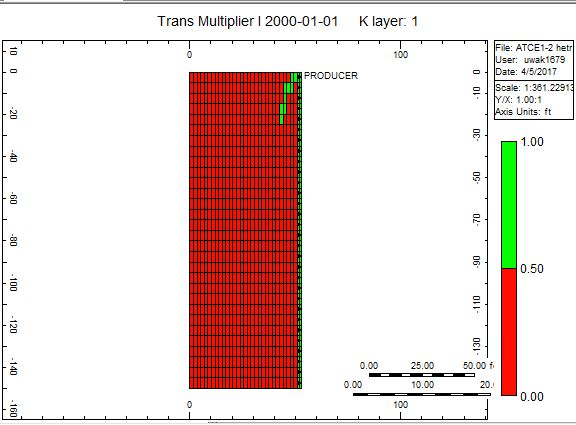 Trans Multiplier I 2000-01-01 K layer: 1
0 100
File: ATCE1-2 hetr
User: uwak1679
Date: 4/5/2017
Scale: 1:361.22913
Y/X: 1.00:1
Axis Units: ft
PRODUCER
10
0
-20
-40
-60
-80
-100
-120
-140
-160
10
0
-10
-30
-50
-70
-90
-110
-130
1.00
0.50
0.00
0.00 25.00 50.00 f
0.00 10.00 20.
0 100